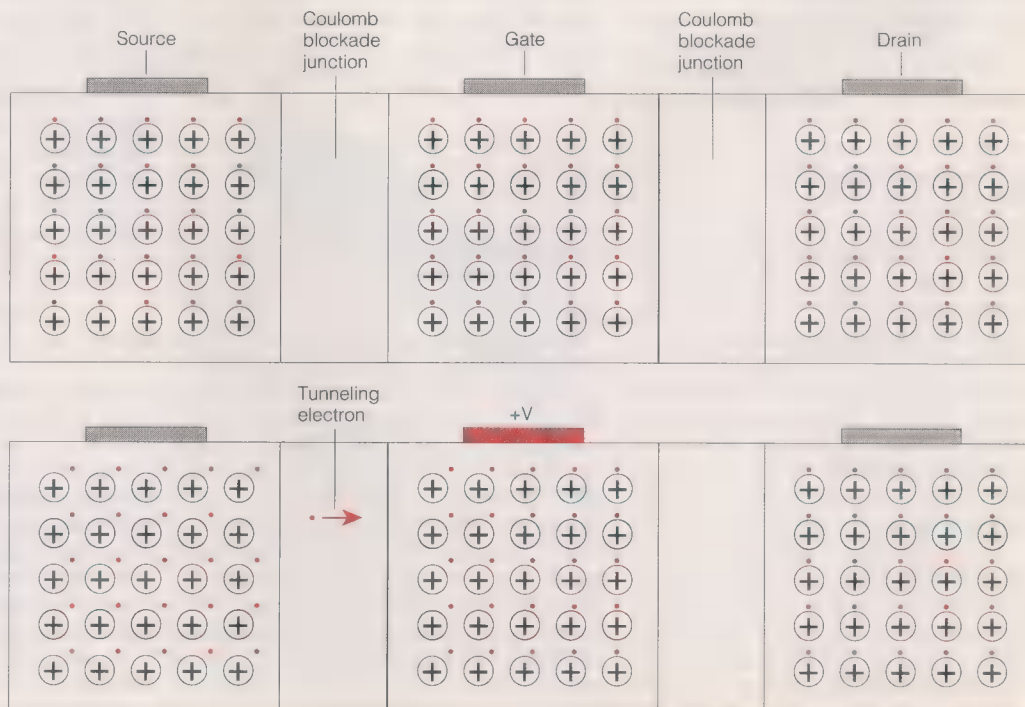 Source
Coulomb
blockade
junction
Gate
Coulomb
blockade
junction
Drain
Tunneling
electron
+V